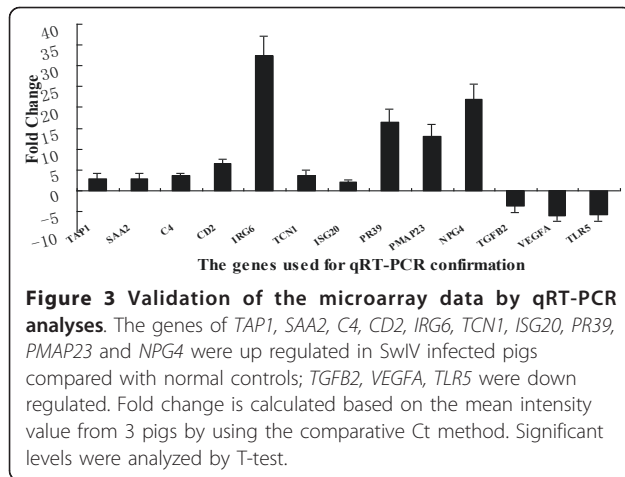 40
35
30
25
20
15
10
5
0
-5
-10
Fold Change
TAP1 SAA2 C4 CD2 IRG6 TCN1 ISG20 PR39 PMAP23 NPG4 TGFB2 VEGFA TLR5
The genes used for qRT-PCR confirmation
Figure 3 Validation of the microarray data by qRT-PCR
analyses. The genes of TAP1, SAA2, C4, CD2, IRG6, TCN1, ISG20, PR39,
PMAP23 and NPG4 were up regulated in SwIV infected pigs
compared with normal controls; TGFB2, VEGFA, TLR5 were down
regulated. Fold change is calculated based on the mean intensity
value from 3 pigs by using the comparative Ct method. Significant
levels were analyzed by T-test.